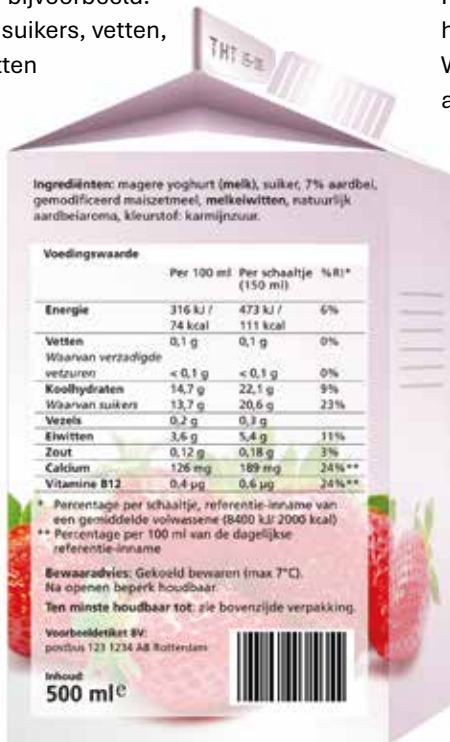 bijvoorbeeld.
suikers, vetten,
tten
THT 15-10
Ingrediënten: magere yoghurt (melk), suiker, 7% aardbei,
gemodificeerd maiszetmeel, melkeiwitten, natuurlijk
aardbeiaroma, kleurstof: karmijnzuur.
Voedingswaarde
Per 100 ml Per schaaltje %RI*
(150 ml)
Energie 316 kJ / 473 kJ / 6%
74 kcal 111 kcal
Vetten 0,1 g 0,1 g 0%
Waarvan verzadigde
vetzuren < 0,1 g < 0,1 g 0%
Koolhydraten 14,7 g 22,1 g 9%
Waarvan suikers 13,7 g 20,6 g 23%
Vezels 0,2 g 0,3 g
Eiwitten 3,6 g 5,4 g 11%
Zout 0,12 g 0,18 g 3%
Calcium 126 mg 189 mg 24%**
Vitamine B12 0,4 µg 0,6 µg 24%**
* Percentage per schaaltje, referentie-inname van
een gemiddelde volwassene (8400 kJ/ 2000 kcal)
** Percentage per 100 ml van de dagelijkse
referentie-inname
Bewaaradvies: Gekoeld bewaren (max 7°C).
Na openen beperk houdbaar.
Ten minste houdbaar tot: zie bovenzijde verpakking.
Voorbeeldetiket BV:
postbus 123 1234 AB Rotterdam
Inhoud:
500 ml e